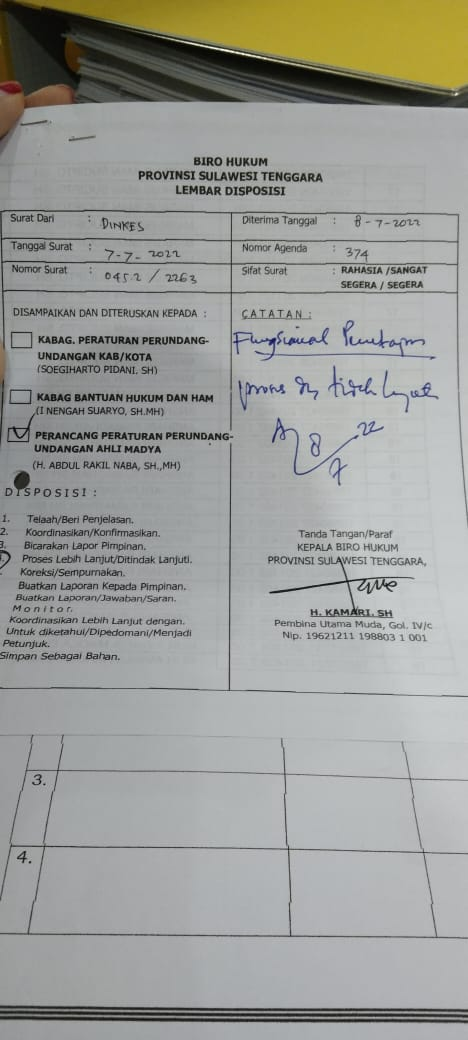 BIRO HUKUM
PROVINSI SULAWESI TENGGARA
LEMBAR DISPOSISI
Surat Dari : DINKES
Diterima Tanggal : 8-7-2022
Tanggal Surat : 7-7-2022
Nomor Agenda : 374
Nomor Surat : 045.2 / 2263
Sifat Surat : RAHASIA /SANGAT
SEGERA / SEGERA
DISAMPAIKAN DAN DITERUSKAN KEPADA :
KABAG. PERATURAN PERUNDANG-
UNDANGAN KAB/KOTA
(SOEGIHARTO PIDANI, SH)
KABAG BANTUAN HUKUM DAN HAM
(I NENGAH SUARYO, SH.MH)
PERANCANG PERATURAN PERUNDANG-
UNDANGAN AHLI MADYA
(H. ABDUL RAKIL NABA, SH.,MH)
CATATAN :
Fungsional
8/7 22
DISPOSISI :
1. Telaah/Beri Penjelasan.
2. Koordinasikan/Konfirmasikan.
3. Bicarakan Lapor Pimpinan.
Proses Lebih Lanjut/Ditindak Lanjuti.
Koreksi/Sempurnakan.
Buatkan Laporan Kepada Pimpinan.
Buatkan Laporan/Jawaban/Saran.
Monitor.
Koordinasikan Lebih Lanjut dengan.
Untuk diketahui/Dipedomani/Menjadi
Petunjuk.
Simpan Sebagai Bahan.
Tanda Tangan/Paraf
KEPALA BIRO HUKUM
PROVINSI SULAWESI TENGGARA,
H. KAMARI, SH
Pembina Utama Muda, Gol. IV/c
Nip. 19621211 198803 1 001
3.
4.